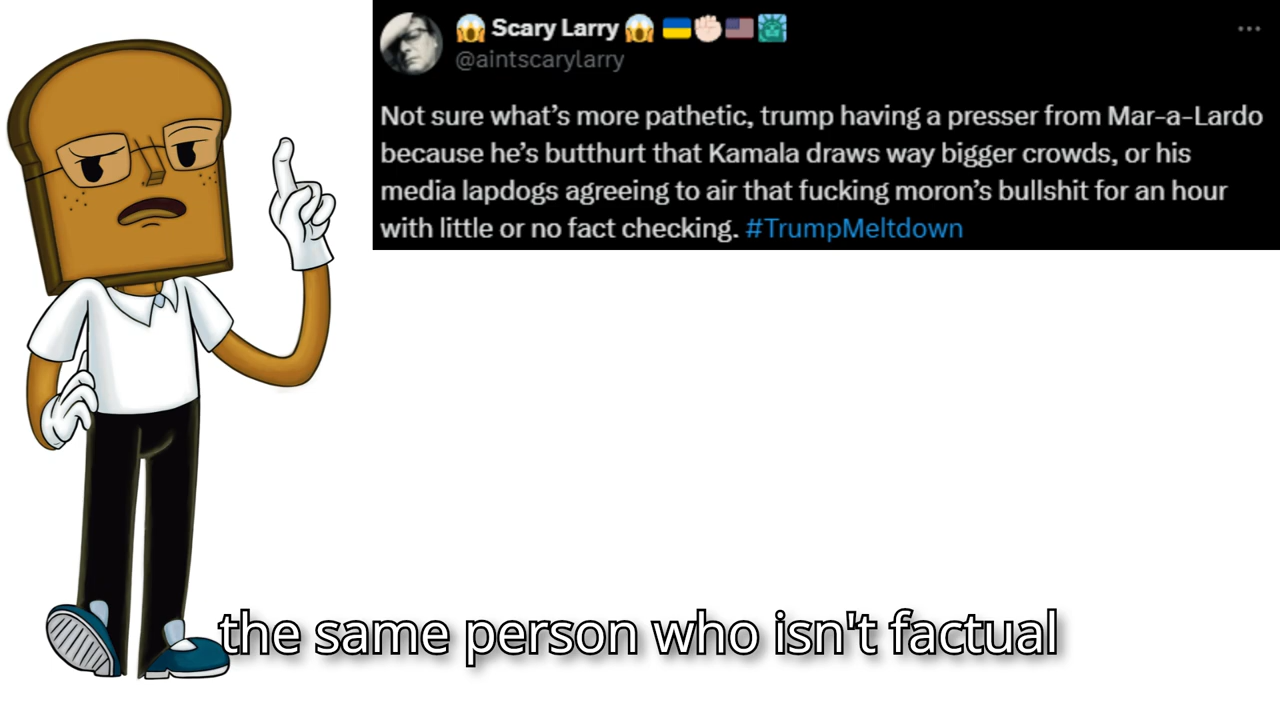 😱 Scary Larry 😱 🇺🇦✊🏻🇺🇸🗽
@aintscarylarry
Not sure what’s more pathetic, trump having a presser from Mar-a-Lardo
because he’s butthurt that Kamala draws way bigger crowds, or his
media lapdogs agreeing to air that fucking moron’s bullshit for an hour
with little or no fact checking. #TrumpMeltdown
the same person who isn't factual